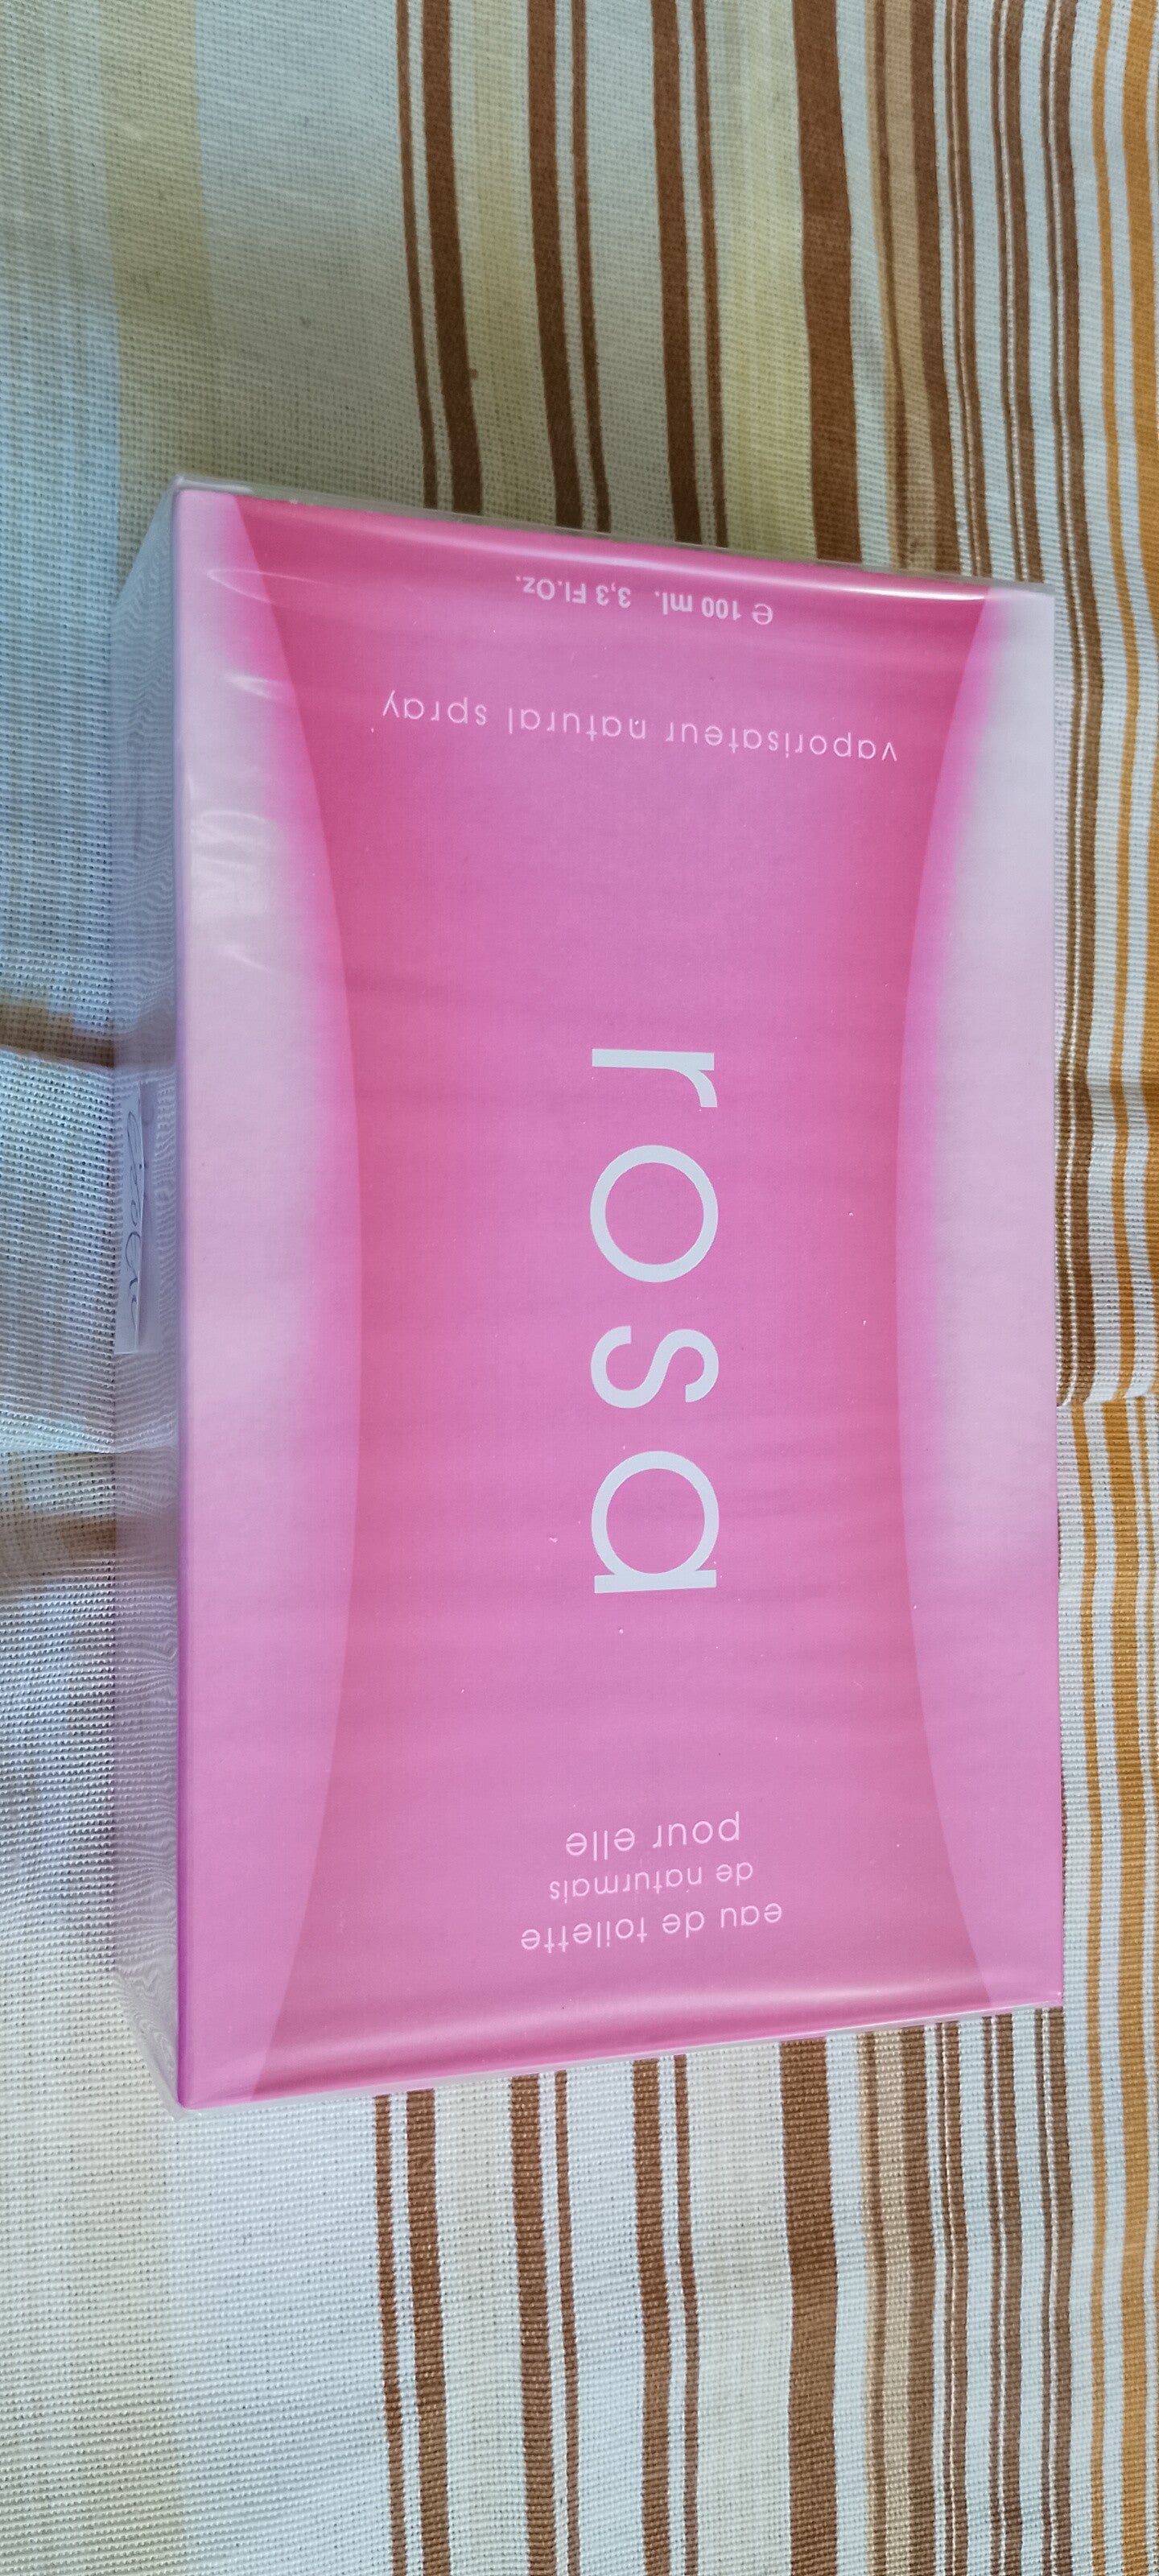 eau de toilette
de naturmais
pour elle
rosa
vaporisateur natural spray
e 100 ml. 3,3 Fl.Oz.